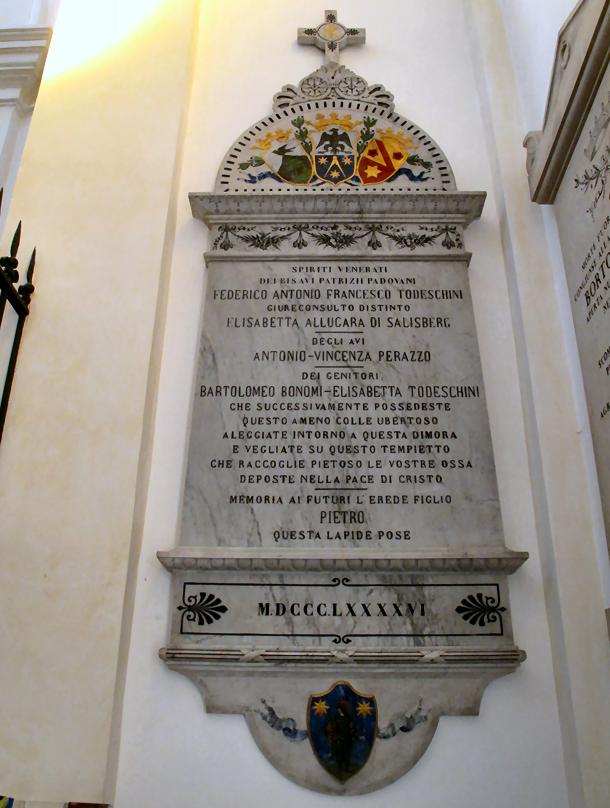 SPIRITI VENERATI
DEI BISAVI PATRIZII PADOVANI
FEDERICO ANTONIO FRANCESCO TODESCHINI
GIURECONSULTO DISTINTO
ELISABETTA ALLUGARA DI SALISBERG
DEGLI AVI
ANTONIO-VINCENZA PERAZZO
DEI GENITORI
BARTOLOMEO BONOMI-ELISABETTA TODESCHINI
CHE SUCCESSIVAMENTE POSSEDESTE
QUESTO AMENO COLLE UBERTOSO
ALEGGIATE INTORNO A QUESTA DIMORA
E VEGLIATE SU QUESTO TEMPIETTO
CHE RACCOGLIE PIETOSO LE VOSTRE OSSA
DEPOSTE NELLA PACE DI CRISTO
MEMORIA AI FUTURI L'EREDE FIGLIO
PIETRO
QUESTA LAPIDE POSE
M.DCCC.LXXXXVI